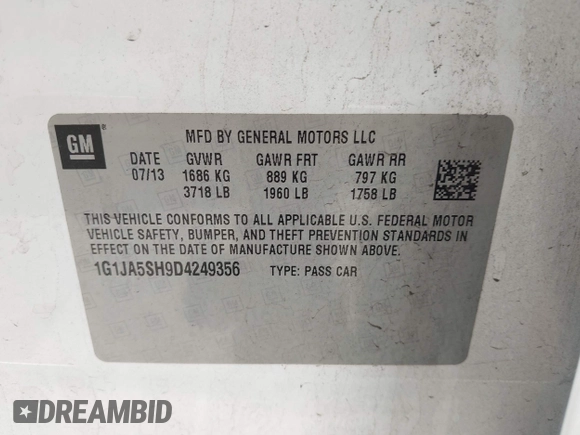 GM
MFD BY GENERAL MOTORS LLC
DATE GVWR GAWR FRT GAWR RR
07/13 1686 KG 889 KG 797 KG
3718 LB 1960 LB 1758 LB
THIS VEHICLE CONFORMS TO ALL APPLICABLE U.S. FEDERAL MOTOR
VEHICLE SAFETY, BUMPER, AND THEFT PREVENTION STANDARDS IN
EFFECT ON THE DATE OF MANUFACTURE SHOWN ABOVE.
1G1JA5SH9D4249356 TYPE: PASS CAR
DREAMBID